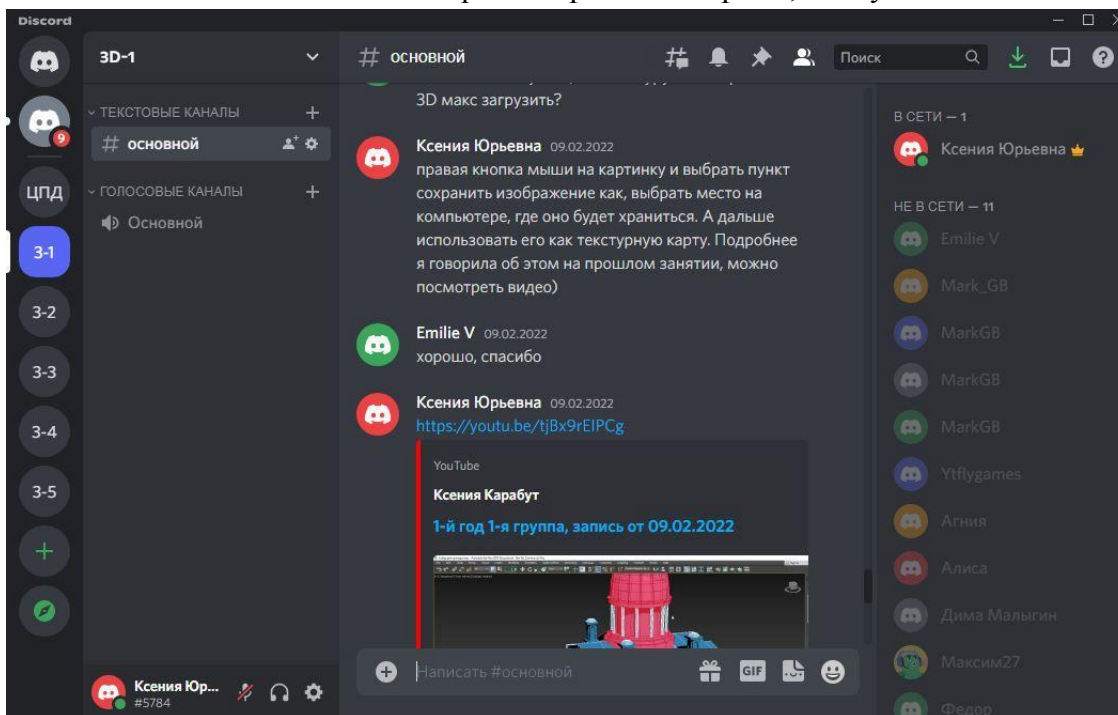 Discord
3D-1
# основной
Поиск
9
ЦПД
3-1
3-2
3-3
3-4
3-5
ТЕКСТОВЫЕ КАНАЛЫ
# основной
ГОЛОСОВЫЕ КАНАЛЫ
Основной
Ксения Юр...
#5784
3D макс загрузить?
Ксения Юрьевна 09.02.2022
правая кнопка мыши на картинку и выбрать пункт
сохранить изображение как, выбрать место на
компьютере, где оно будет храниться. А дальше
использовать его как текстурную карту. Подробнее
я говорила об этом на прошлом занятии, можно
посмотреть видео)
Emilie V 09.02.2022
хорошо, спасибо
Ксения Юрьевна 09.02.2022
https://youtu.be/tjBx9rEIPCg
YouTube
Ксения Карабут
1-й год 1-я группа, запись от 09.02.2022
Написать #основной
GIF
В СЕТИ — 1
Ксения Юрьевна
НЕ В СЕТИ — 11
Emilie V
Mark_GB
MarkGB
MarkGB
MarkGB
Ytflygames
Агния
Алиса
Дима Малыгин
Максим27
Федор